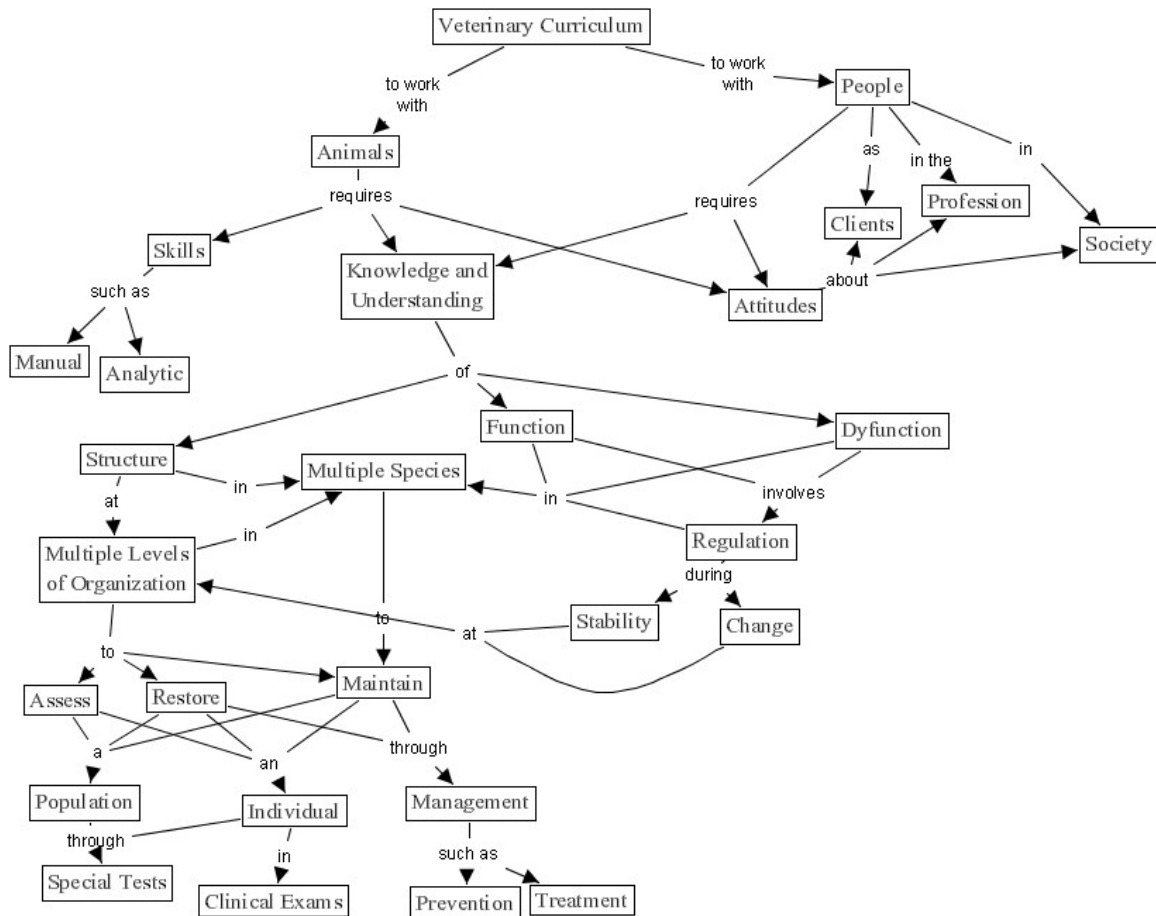 Veterinary Curriculum
to work
with
to work
with
People
Animals
as
in the
in
requires
requires
Profession
Clients
Skills
Society
Knowledge and
Understanding
about
such as
Attitudes
Manual
Analytic
of
Function
Dyfunction
Structure
Multiple Species
in
in
involves
at
in
Regulation
Multiple Levels
of Organization
during
to
Stability
Change
at
to
Maintain
Assess
Restore
a
an
through
Population
Individual
Management
through
in
such as
Special Tests
Clinical Exams
Prevention
Treatment